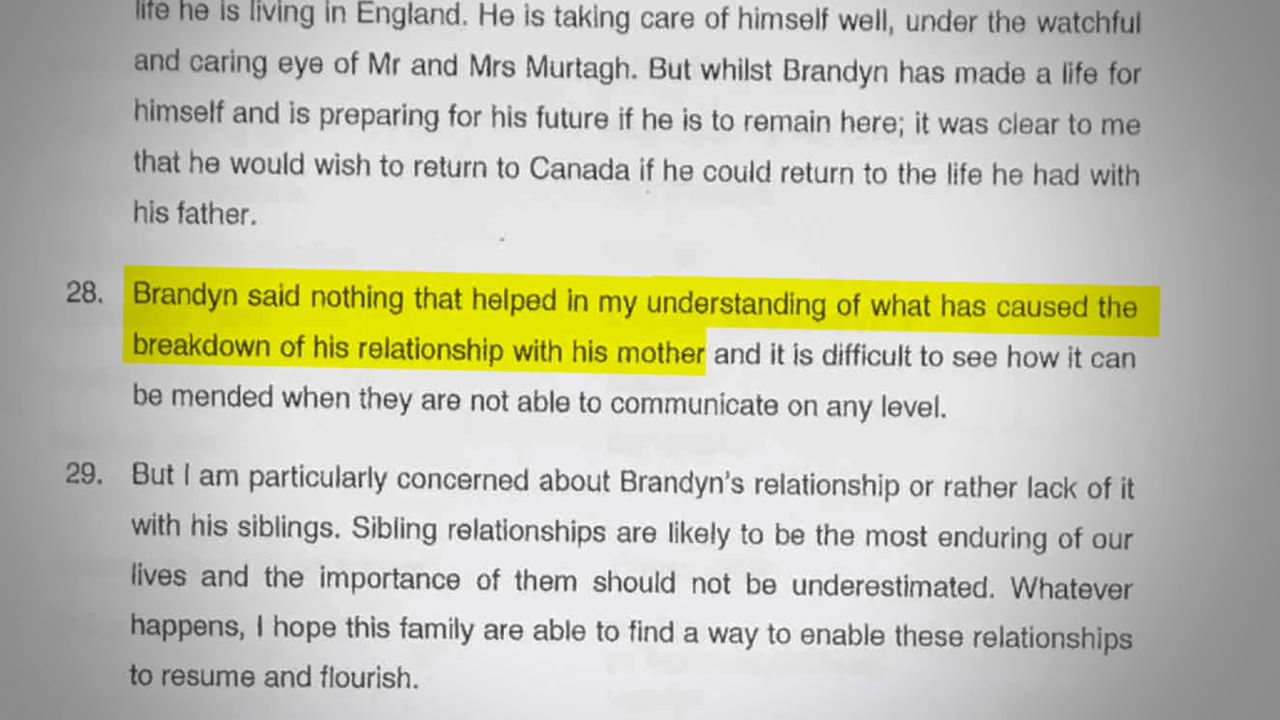 life he is living in England. He is taking care of himself well, under the watchful
and caring eye of Mr and Mrs Murtagh. But whilst Brandyn has made a life for
himself and is preparing for his future if he is to remain here; it was clear to me
that he would wish to return to Canada if he could return to the life he had with
his father.
28. Brandyn said nothing that helped in my understanding of what has caused the
breakdown of his relationship with his mother and it is difficult to see how it can
be mended when they are not able to communicate on any level.
29. But I am particularly concerned about Brandyn's relationship or rather lack of it
with his siblings. Sibling relationships are likely to be the most enduring of our
lives and the importance of them should not be underestimated. Whatever
happens, I hope this family are able to find a way to enable these relationships
to resume and flourish.